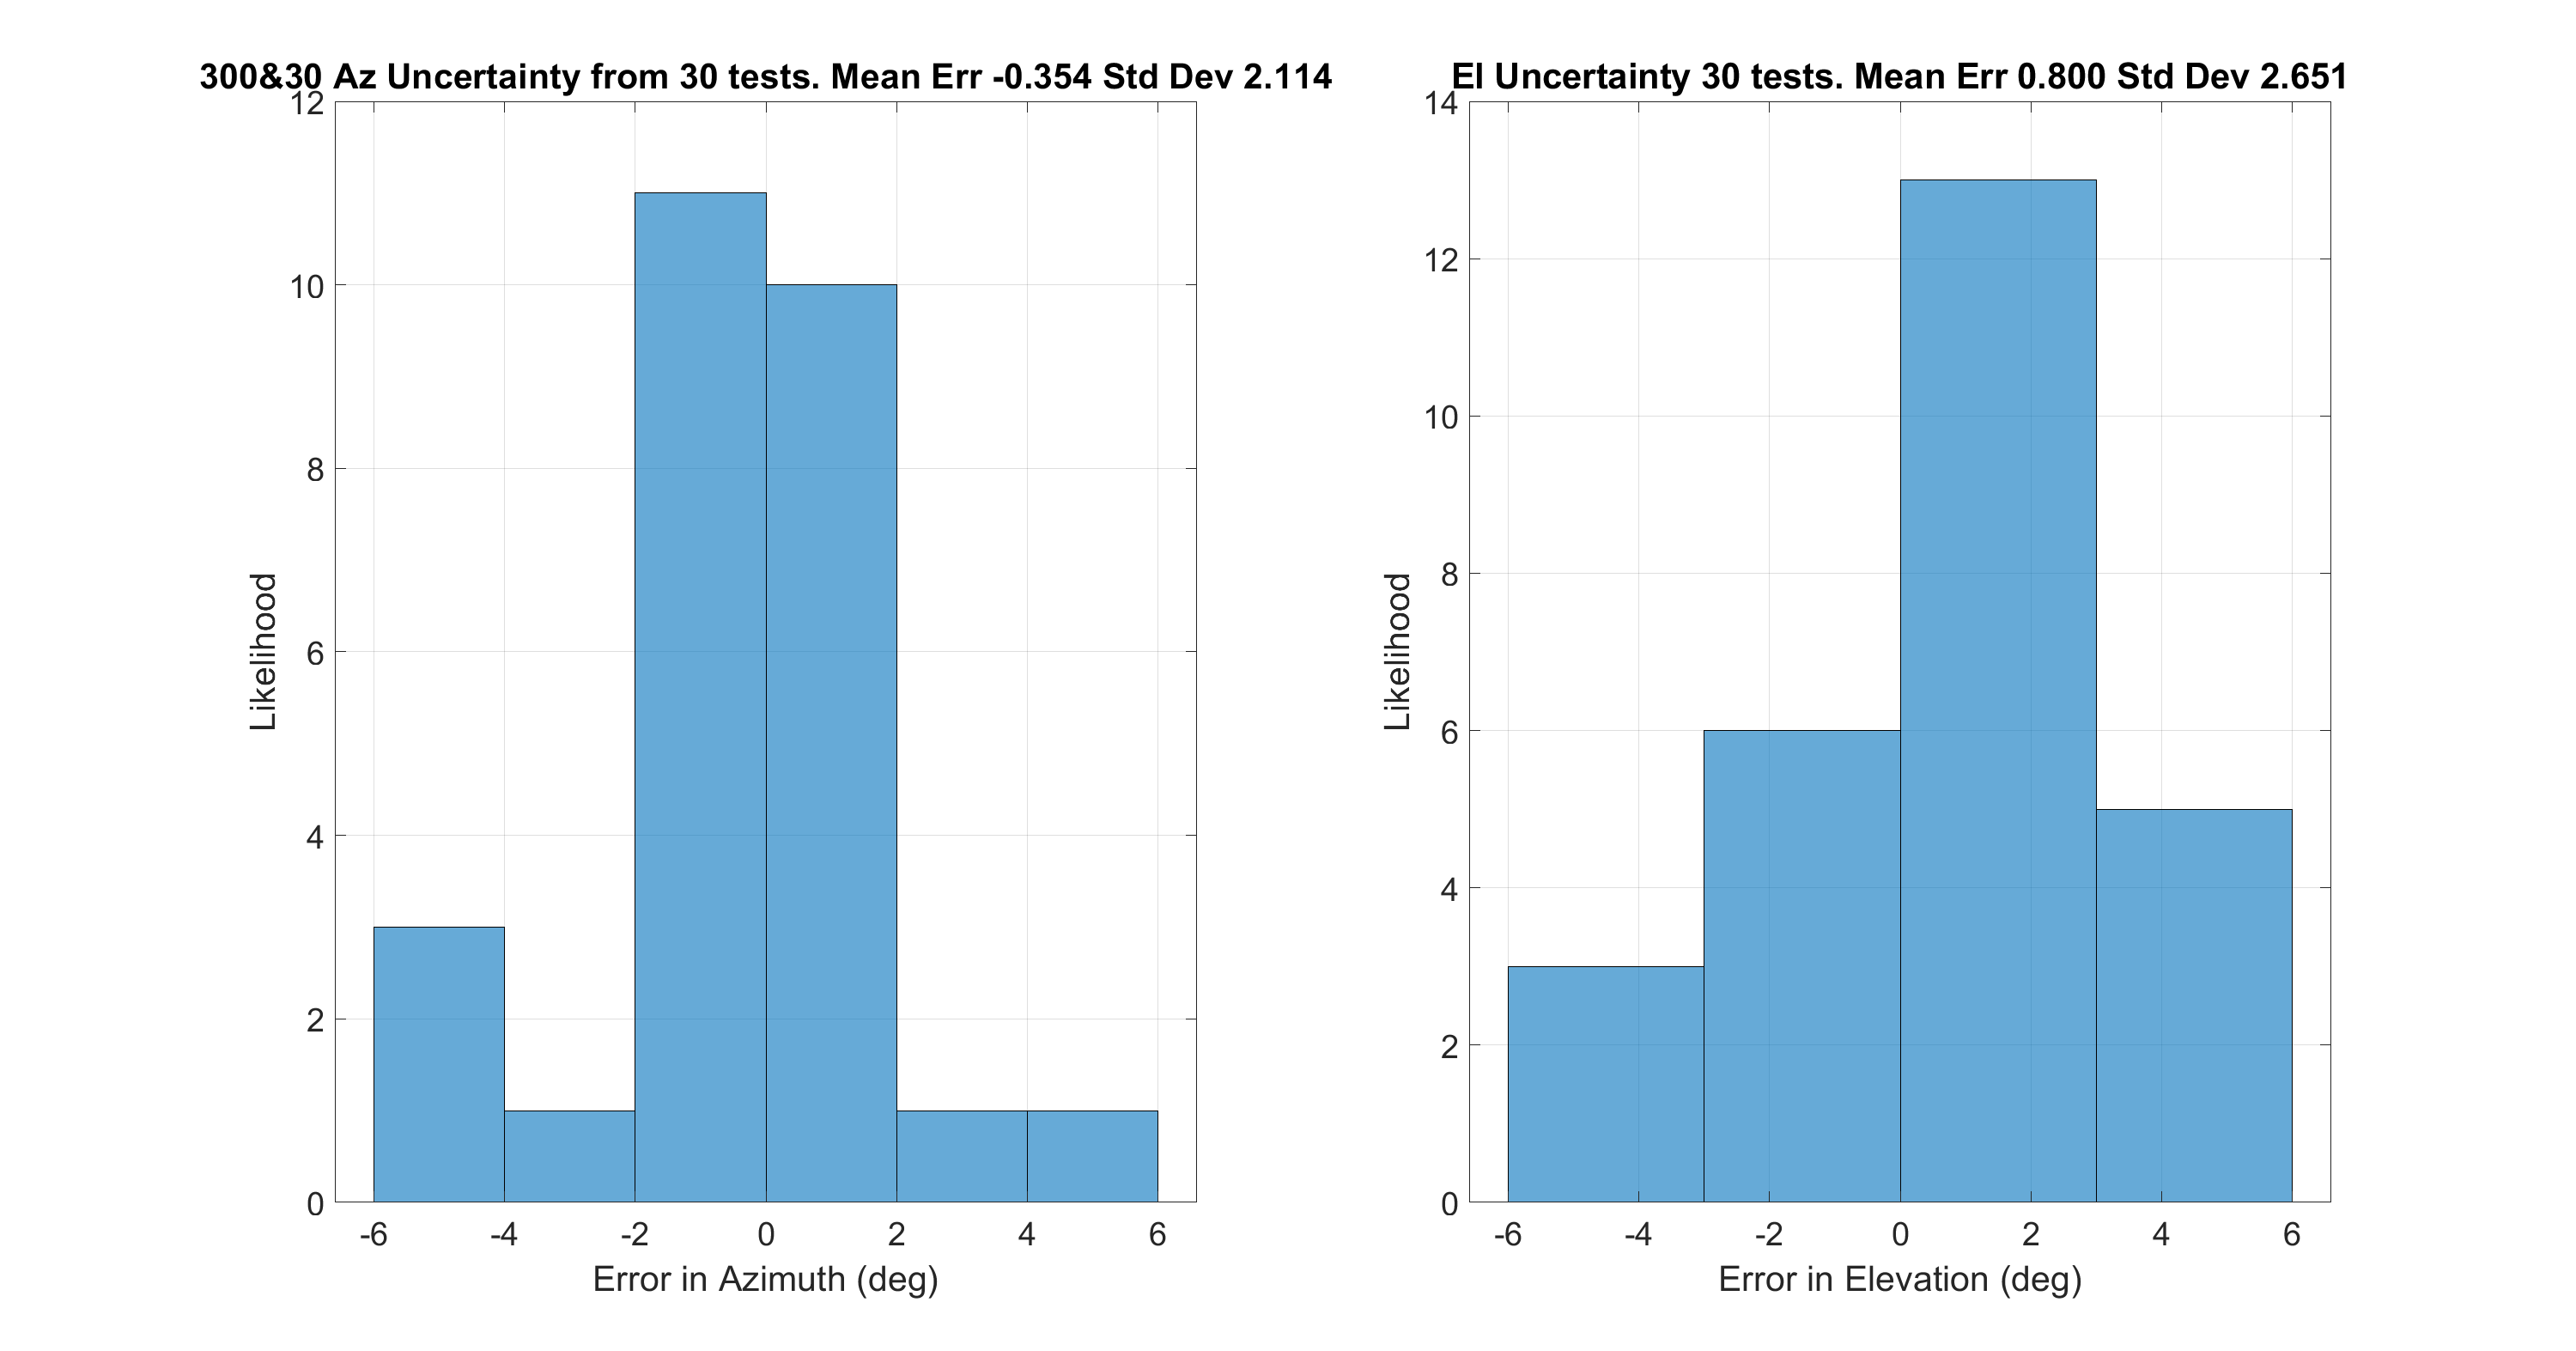 300&30 Az Uncertainty from 30 tests. Mean Err -0.354 Std Dev 2.114
12
10
8
6
4
2
0
Likelihood
-6 -4 -2 0 2 4 6
Error in Azimuth (deg)
El Uncertainty 30 tests. Mean Err 0.800 Std Dev 2.651
14
12
10
8
6
4
2
0
Likelihood
-6 -4 -2 0 2 4 6
Error in Elevation (deg)